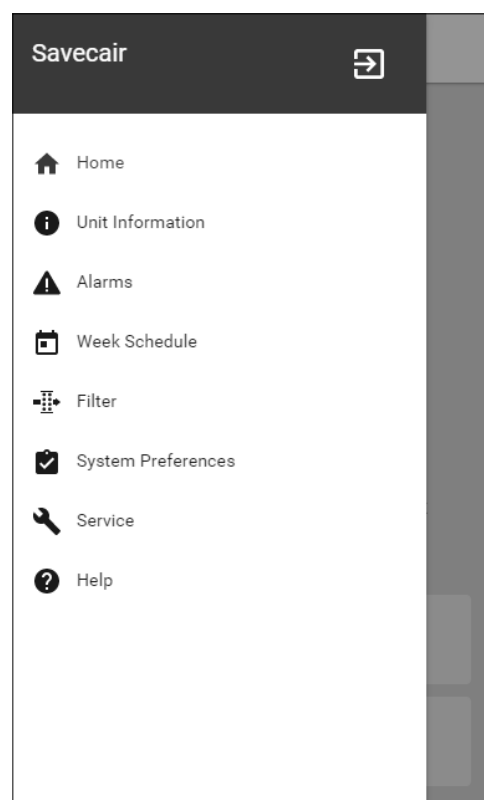 Savecair
Home
Unit Information
Alarms
Week Schedule
Filter
System Preferences
Service
Help